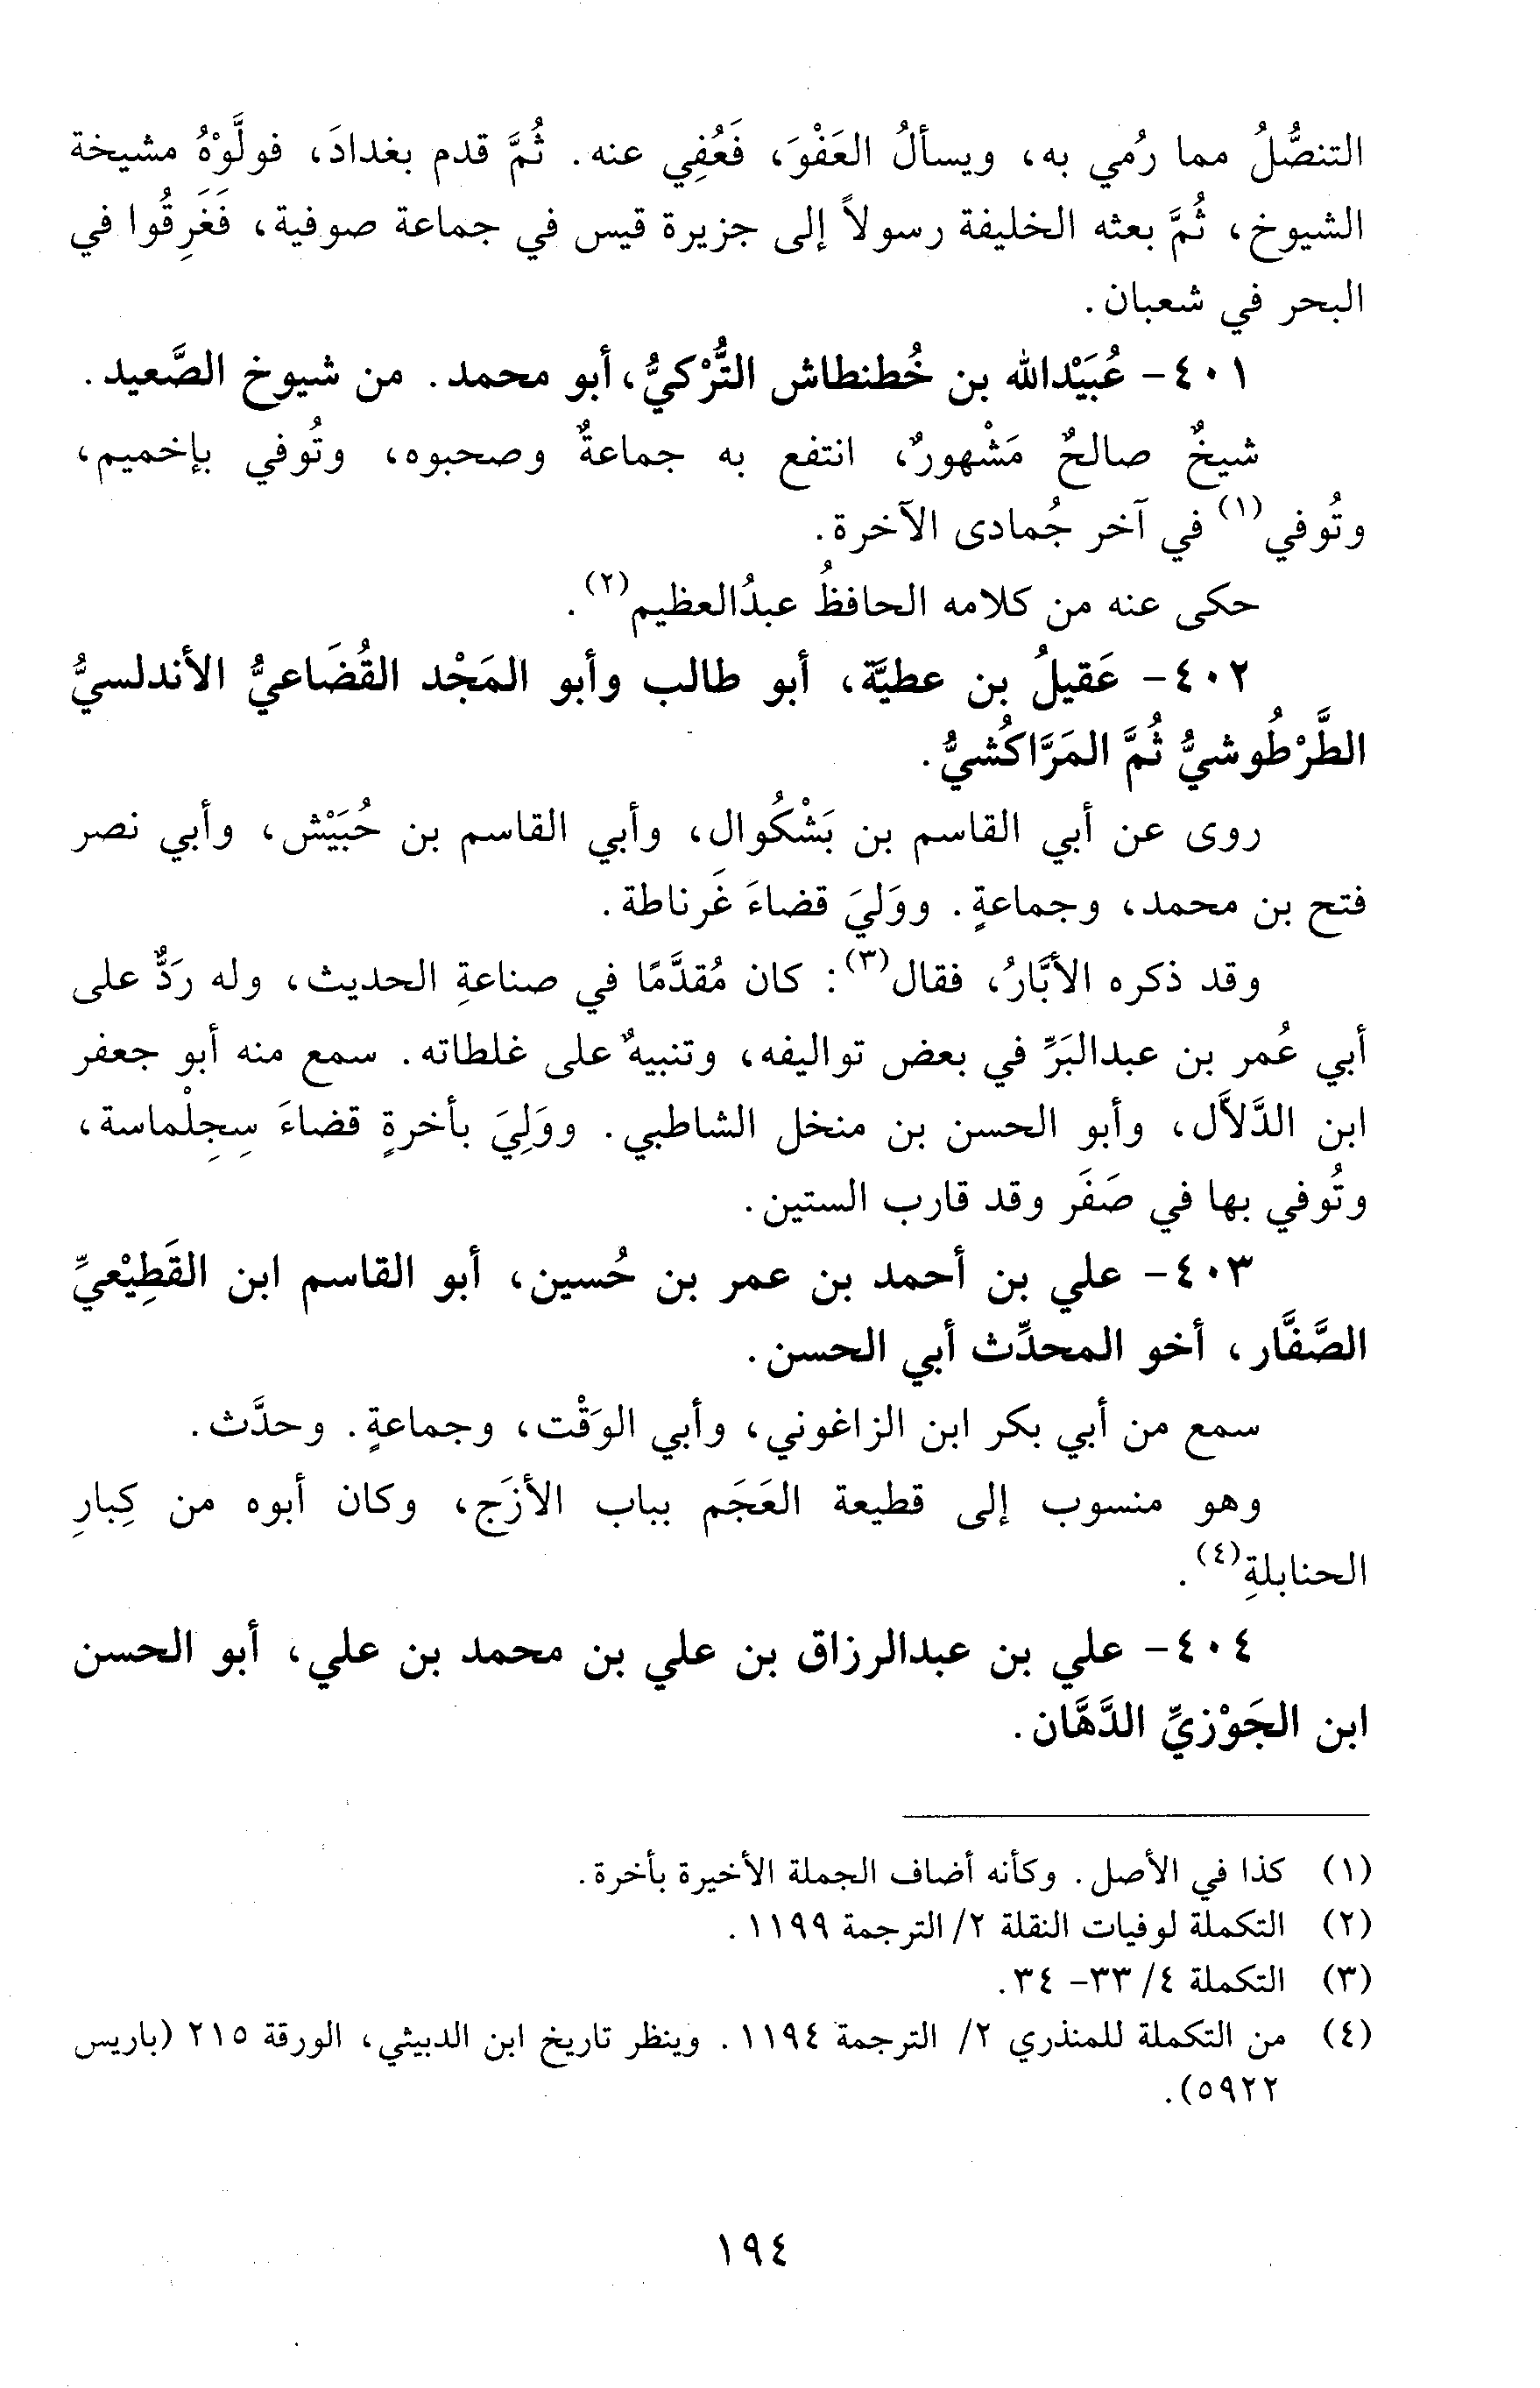 التنصُّلُ مما رُمي به، ويسألُ العَفْوَ، فَعُفِي عنه. ثُمَّ قدم بغدادَ، فولَّوْهُ مشيخة
الشيوخ، ثُمَّ بعثه الخليفة رسولاً إلى جزيرة قيس في جماعة صوفية، فَغَرِقُوا في
البحر في شعبان.
٤٠١- عُبَيْدالله بن خُطنطاش التُّرْكيُّ، أبو محمد. من شيوخ الصَّعيد.
شيخٌ صالحٌ مَشْهورٌ، انتفع به جماعةٌ وصحبوه، وتُوفي بإخميم،
وتُوفي(١) في آخر جُمادى الآخرة.
حكى عنه من كلامه الحافظُ عبدُالعظيم(٢).
٤٠٢- عَقيلُ بن عطيَّة، أبو طالب وأبو المَجْد القُضَاعيُّ الأندلسيُّ
الطَّرْطُوشيُّ ثُمَّ المَرَّاكُشيُّ.
روى عن أبي القاسم بن بَشْكُوال، وأبي القاسم بن حُبَيْش، وأبي نصر
فتح بن محمد، وجماعةٍ. ووَليَ قضاءَ غَرناطة.
وقد ذكره الأبَّارُ، فقال(٣): كان مُقدَّمًا في صناعةِ الحديث، وله رَدٌّ على
أبي عُمر بن عبدالبَرِّ في بعض تواليفه، وتنبيهٌ على غلطاته. سمع منه أبو جعفر
ابن الدَّلاَّل، وأبو الحسن بن منخل الشاطبي. ووَلِيَ بأخرةٍ قضاءَ سِجِلْماسة،
وتُوفي بها في صَفَر وقد قارب الستين.
٤٠٣- علي بن أحمد بن عمر بن حُسين، أبو القاسم ابن القَطِيْعيِّ
الصَّفَّار، أخو المحدِّث أبي الحسن.
سمع من أبي بكر ابن الزاغوني، وأبي الوَقْت، وجماعةٍ. وحدَّث.
وهو منسوب إلى قطيعة العَجَم بباب الأزَج، وكان أبوه من كِبارِ
الحنابلةِ(٤).
٤٠٤- علي بن عبدالرزاق بن علي بن محمد بن علي، أبو الحسن
ابن الجَوْزيِّ الدَّهَّان.
(١) كذا في الأصل. وكأنه أضاف الجملة الأخيرة بأخرة.
(٢) التكملة لوفيات النقلة ٢/ الترجمة ١١٩٩.
(٣) التكملة ٤/ ٣٣- ٣٤.
(٤) من التكملة للمنذري ٢/ الترجمة ١١٩٤. وينظر تاريخ ابن الدبيثي، الورقة ٢١٥ (باريس
٥٩٢٢).
١٩٤